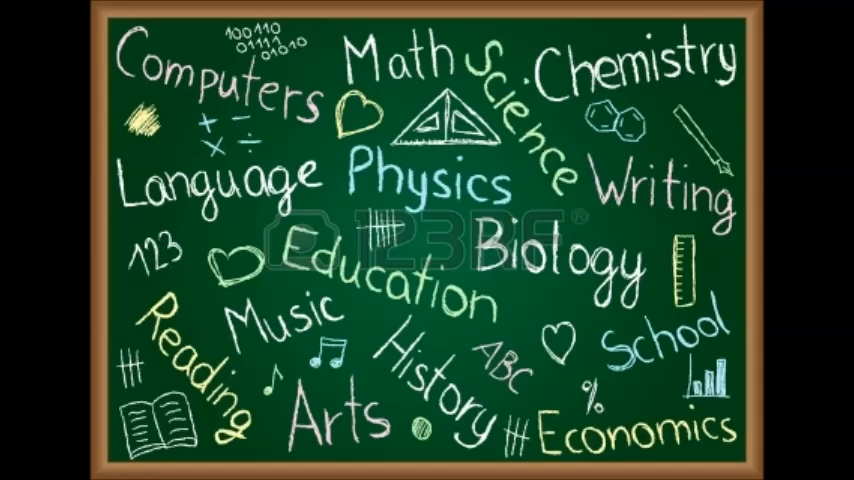 100110
01111
01010
Computers
Math
Science
Chemistry
Language
Physics
Writing
123
123RF®
Education
Biology
Reading
Music
History
ABC
School
Arts
%
Economics